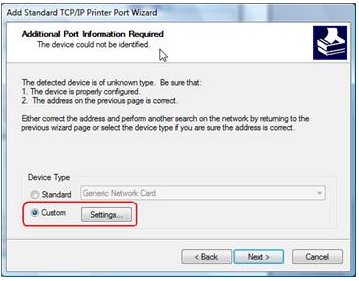 Add Standard TCP/IP Printer Port Wizard
Additional Port Information Required
The device could not be identified.
The detected device is of unknown type. Be sure that:
1. The device is properly configured.
2. The address on the previous page is correct.
Either correct the address and perform another search on the network by returning to the
previous wizard page or select the device type if you are sure the address is correct.
Device Type
Standard
Generic Network Card
Custom
Settings...
< Back
Next >
Cancel